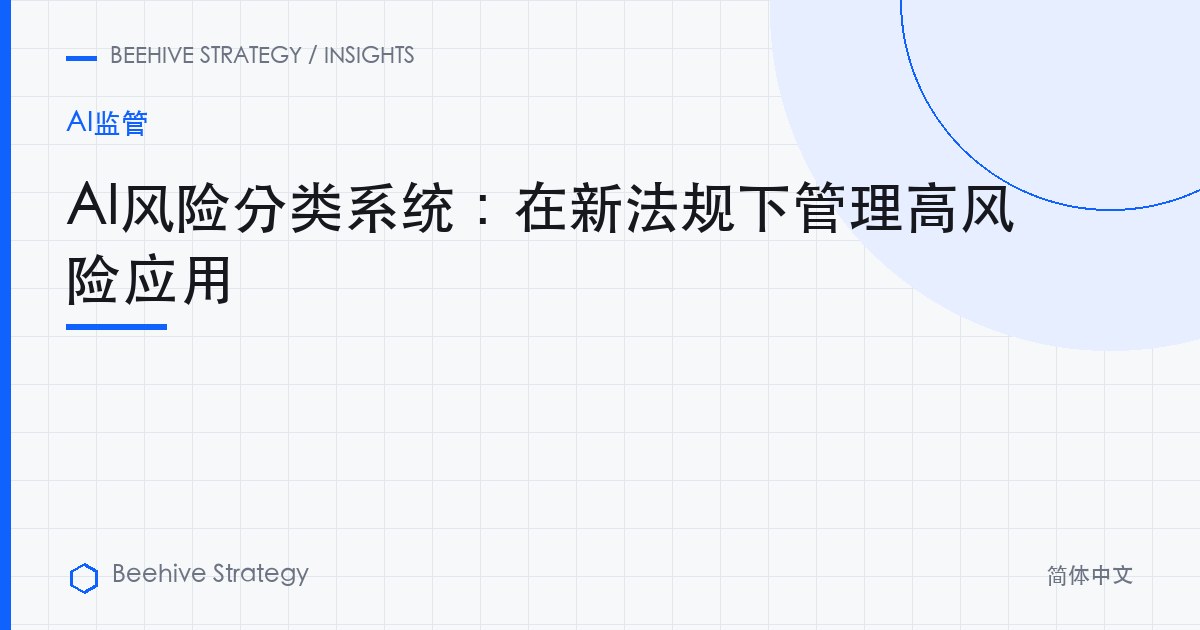 BEEHIVE STRATEGY / INSIGHTS
AI监管
AI风险分类系统：在新法规下管理高风
险应用
Beehive Strategy
简体中文